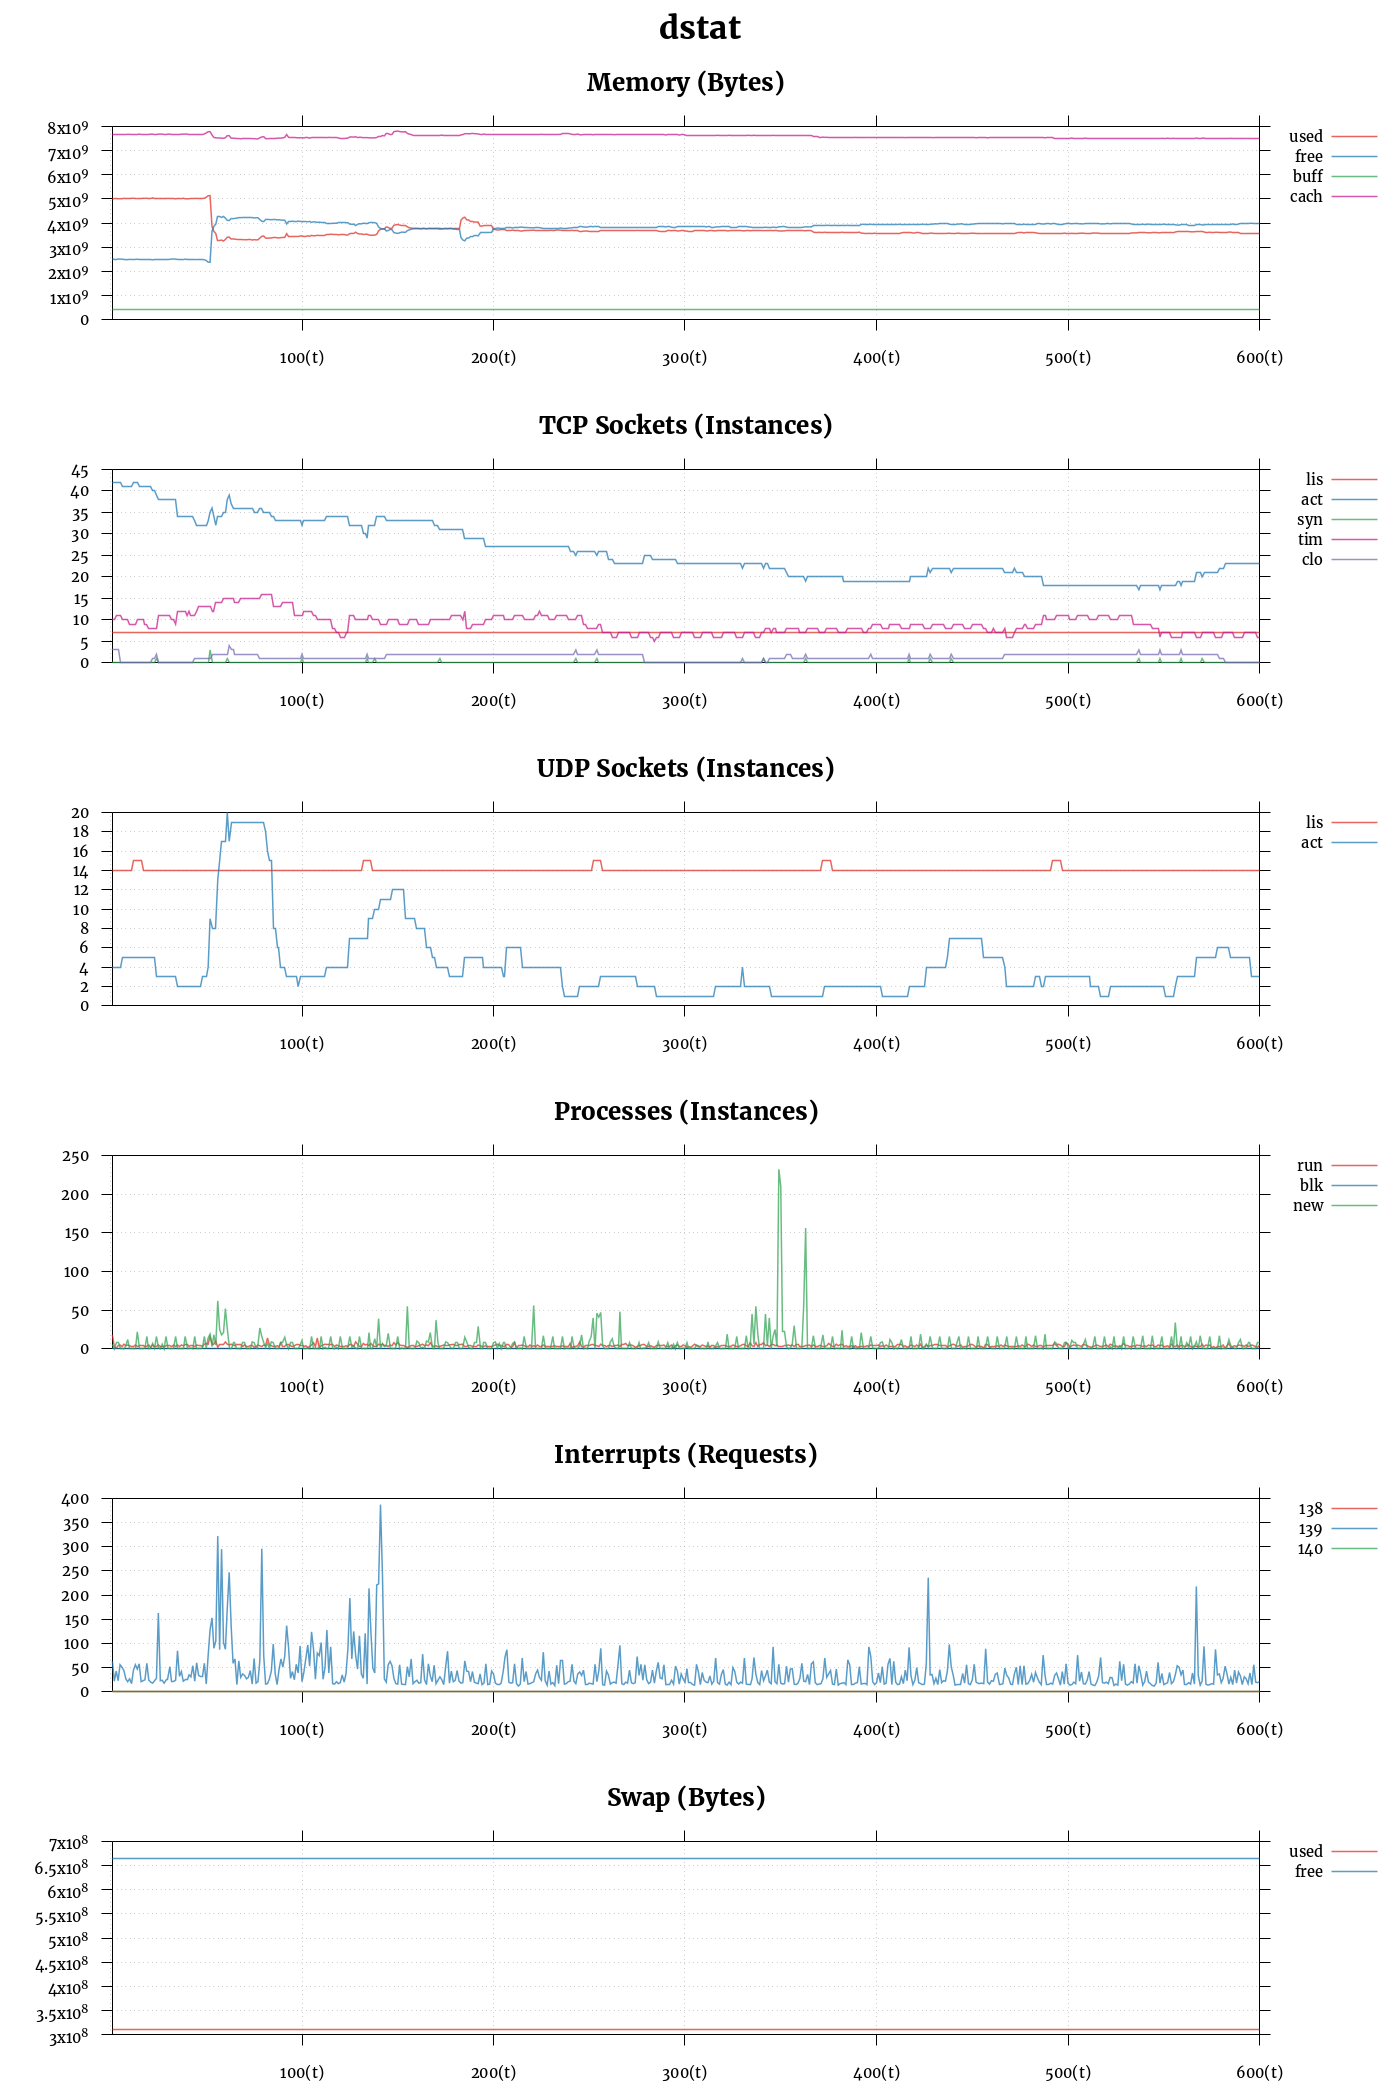 dstat
Memory (Bytes)
8x10⁹
7x10⁹
6x10⁹
5x10⁹
4x10⁹
3x10⁹
2x10⁹
1x10⁹
0
100(t) 200(t) 300(t) 400(t) 500(t) 600(t)
used
free
buff
cach
TCP Sockets (Instances)
45
40
35
30
25
20
15
10
5
0
100(t) 200(t) 300(t) 400(t) 500(t) 600(t)
lis
act
syn
tim
clo
UDP Sockets (Instances)
20
18
16
14
12
10
8
6
4
2
0
100(t) 200(t) 300(t) 400(t) 500(t) 600(t)
lis
act
Processes (Instances)
250
200
150
100
50
0
100(t) 200(t) 300(t) 400(t) 500(t) 600(t)
run
blk
new
Interrupts (Requests)
400
350
300
250
200
150
100
50
0
100(t) 200(t) 300(t) 400(t) 500(t) 600(t)
138
139
140
Swap (Bytes)
7x10⁸
6.5x10⁸
6x10⁸
5.5x10⁸
5x10⁸
4.5x10⁸
4x10⁸
3.5x10⁸
3x10⁸
100(t) 200(t) 300(t) 400(t) 500(t) 600(t)
used
free